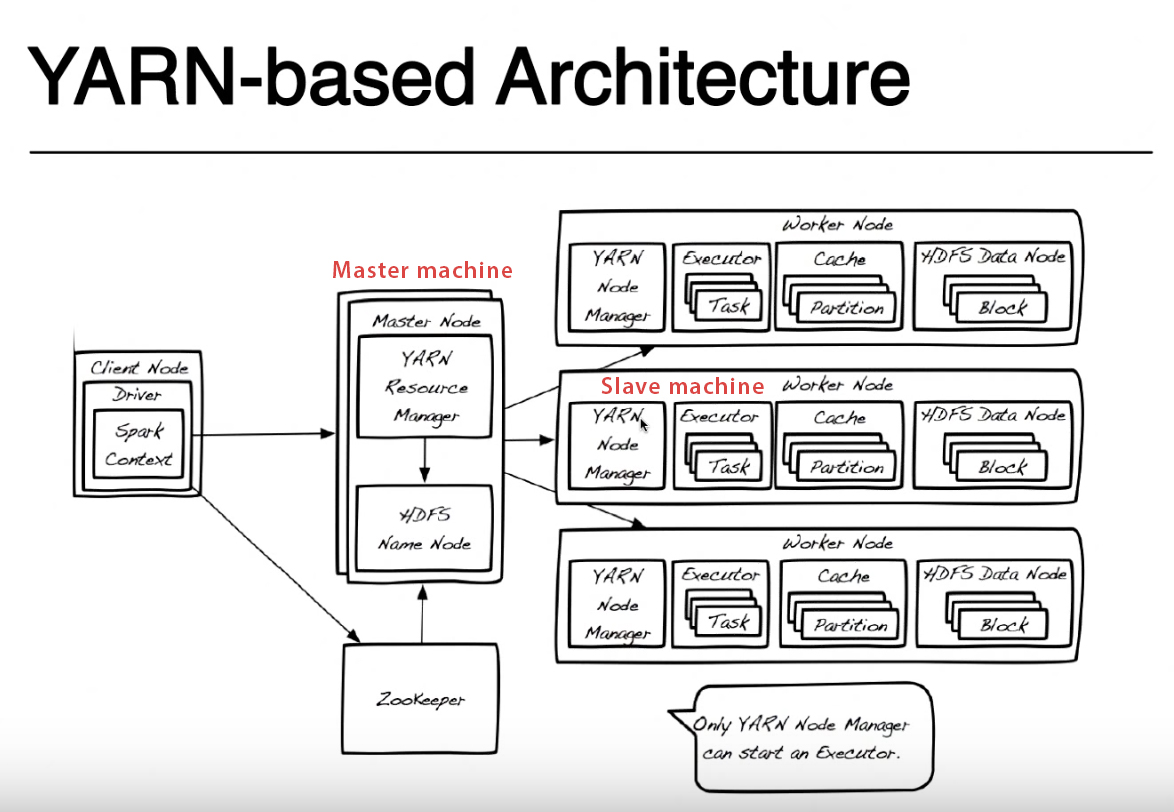 YARN-based Architecture
Master machine
Client Node
Driver
Spark
Context
Master Node
YARN
Resource
Manager
HDFS
Name Node
ZooKeeper
Worker Node
YARN
Node
Manager
Executor
Task
Cache
Partition
HDFS Data Node
Block
Slave machine
Worker Node
YARN
Node
Manager
Executor
Task
Cache
Partition
HDFS Data Node
Block
Worker Node
YARN
Node
Manager
Executor
Task
Cache
Partition
HDFS Data Node
Block
Only YARN Node Manager
can start an Executor.